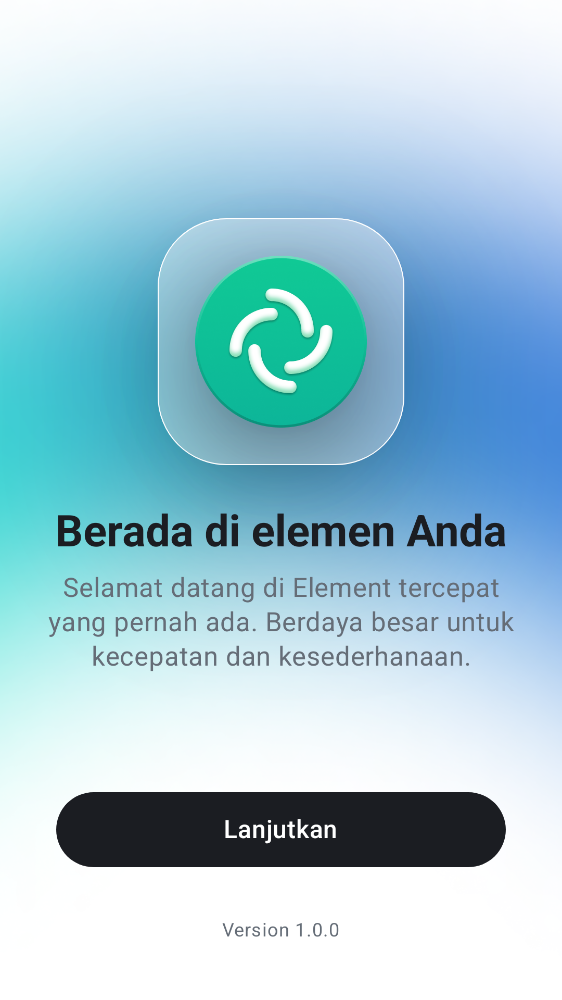 Berada di elemen Anda
Selamat datang di Element tercepat
yang pernah ada. Berdaya besar untuk
kecepatan dan kesederhanaan.
Lanjutkan
Version 1.0.0